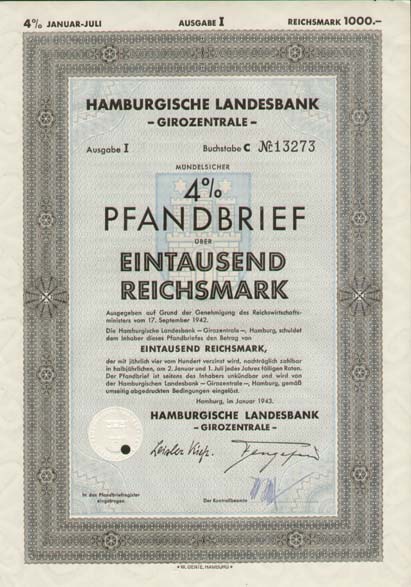 4% JANUAR-JULI AUSGABE I REICHSMARK 1000.–
HAMBURGISCHE LANDESBANK
– GIROZENTRALE –
Ausgabe I Buchstabe C № 13273
MÜNDELSICHER
4%
PFANDBRIEF
ÜBER
EINTAUSEND
REICHSMARK
Ausgegeben auf Grund der Genehmigung des Reichswirtschafts-
ministers vom 17. September 1942.
Die Hamburgische Landesbank – Girozentrale –, Hamburg, schuldet
dem Inhaber dieses Pfandbriefes den Betrag von
EINTAUSEND REICHSMARK,
der mit jährlich vier vom Hundert verzinst wird, nachträglich zahlbar
in halbjährlichen, am 2. Januar und 1. Juli jedes Jahres fälligen Raten.
Der Pfandbrief ist seitens des Inhabers unkündbar und wird von
der Hamburgischen Landesbank – Girozentrale –, Hamburg, gemäß
umseitig abgedruckten Bedingungen eingelöst.
Hamburg, im Januar 1943.
HAMBURGISCHE LANDESBANK
– GIROZENTRALE –
In das Pfandbriefregister
eingetragen.
Der Kontrollbeamte
W. GENTE, HAMBURG